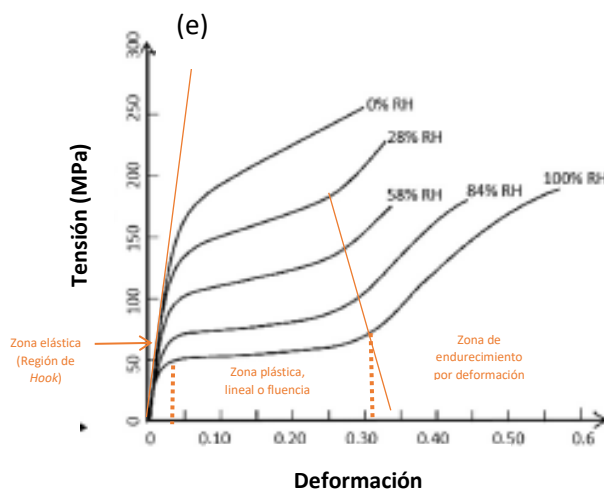 (e)
300
250
200
150
100
50
0
Tensión (MPa)
0% RH
28% RH
58% RH
84% RH
100% RH
Zona elástica
(Región de
Hook)
Zona plástica,
lineal o fluencia
Zona de
endurecimiento
por deformación
0
0.10
0.20
0.30
0.40
0.50
0.6
Deformación